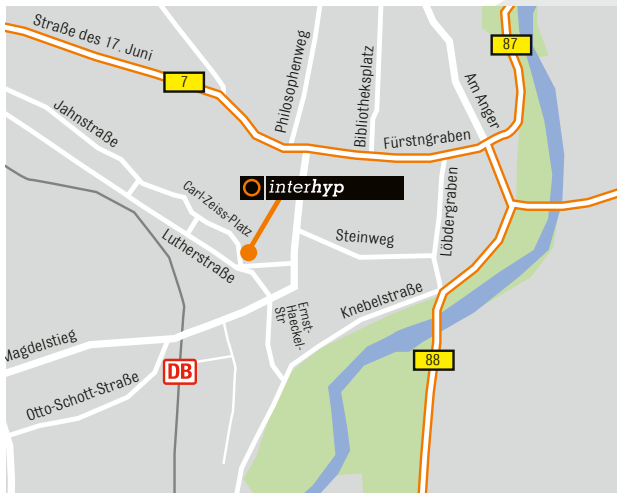 Straße des 17. Juni
7
87
Philosophenweg
Bibliotheksplatz
Am Anger
Fürstngraben
Jahnstraße
Carl-Zeiss-Platz
interhyp
Löbdergraben
Steinweg
Lutherstraße
Ernst-
Haeckel-
Str
Knebelstraße
Magdelstieg
88
DB
Otto-Schott-Straße